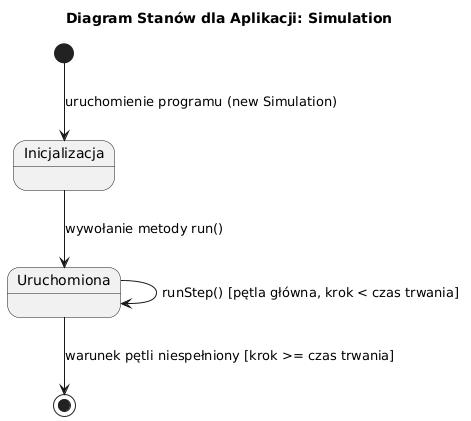 Diagram Stanów dla Aplikacji: Simulation
uruchomienie programu (new Simulation)
Inicjalizacja
wywołanie metody run()
Uruchomiona
runStep() [pętla główna, krok < czas trwania]
warunek pętli niespełniony [krok >= czas trwania]